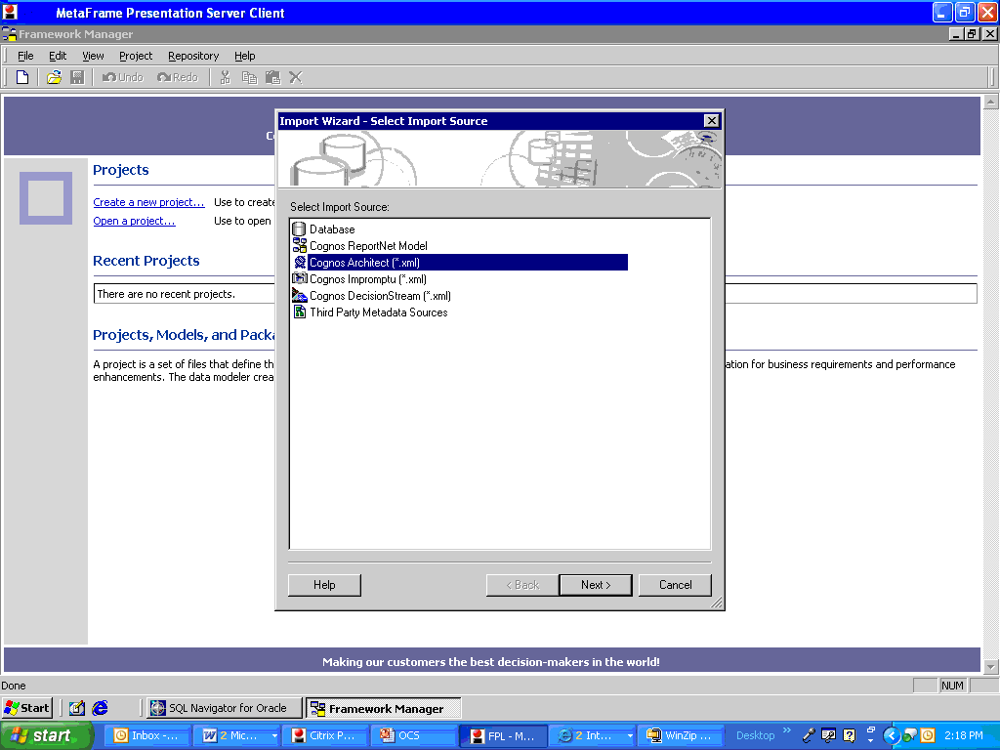 MetaFrame Presentation Server Client
Framework Manager
File Edit View Project Repository Help
Undo Redo
Import Wizard - Select Import Source
Projects
Create a new project... Use to create
Open a project... Use to open
Recent Projects
There are no recent projects.
Projects, Models, and Packa
A project is a set of files that define th ation for business requirements and performance
enhancements. The data modeler crea
Select Import Source:
Database
Cognos ReportNet Model
Cognos Architect (*.xml)
Cognos Impromptu (*.xml)
Cognos DecisionStream (*.xml)
Third Party Metadata Sources
Help < Back Next > Cancel
Making our customers the best decision-makers in the world!
Done NUM
Start SQL Navigator for Oracle Framework Manager
start Inbox -... 2 Mic... Citrix P... OCS FPL - M... 2 Int... WinZip ... Desktop » 2:18 PM